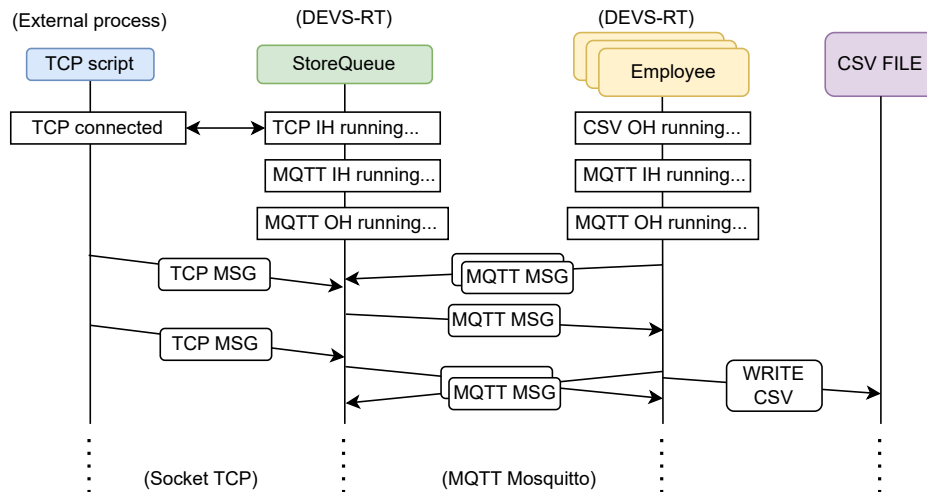 (External process)
(DEVS-RT)
(DEVS-RT)
TCP script
StoreQueue
Employee
CSV FILE
TCP connected
TCP IH running...
CSV OH running...
MQTT IH running...
MQTT IH running...
MQTT OH running...
MQTT OH running...
TCP MSG
MQTT MSG
MQTT MSG
TCP MSG
MQTT MSG
WRITE
CSV
(Socket TCP)
(MQTT Mosquitto)